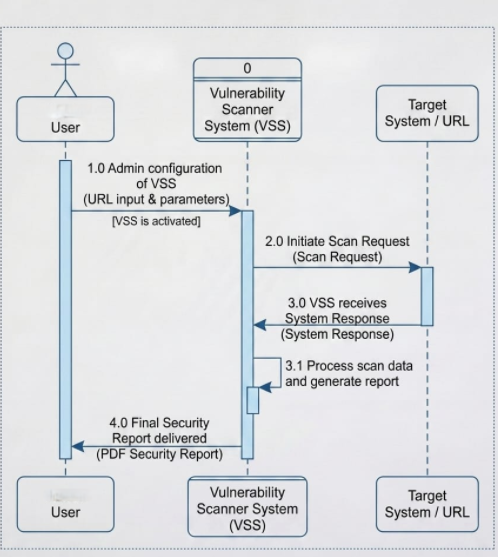 0
Vulnerability
Scanner
System (VSS)
User
Target
System / URL
1.0 Admin configuration
of VSS
(URL input & parameters)
[VSS is activated]
2.0 Initiate Scan Request
(Scan Request)
3.0 VSS receives
System Response
(System Response)
3.1 Process scan data
and generate report
4.0 Final Security
Report delivered
(PDF Security Report)
User
Vulnerability
Scanner System
(VSS)
Target
System / URL